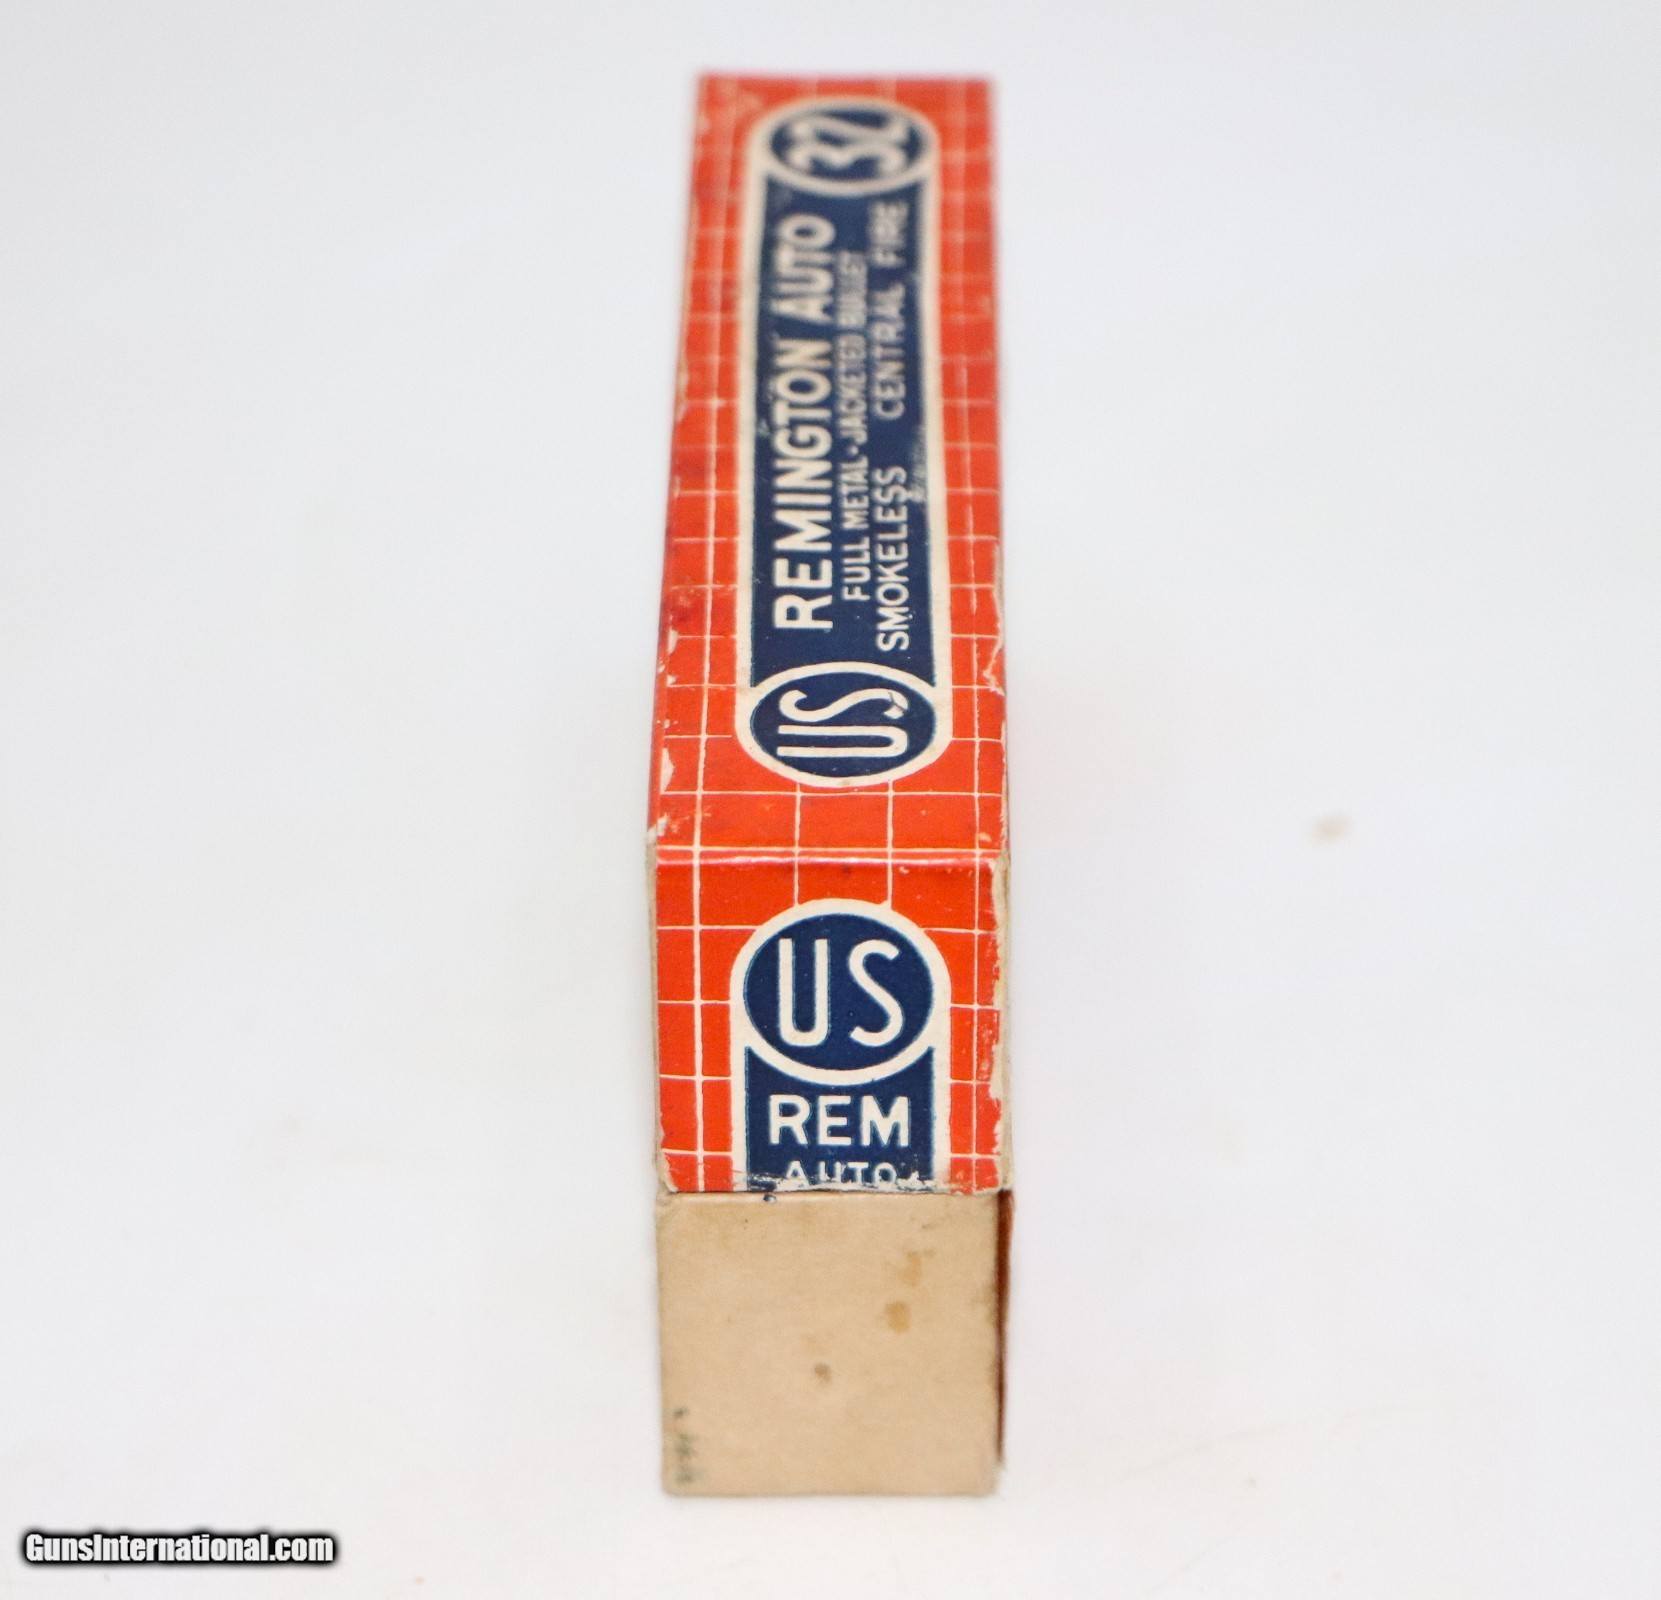 32
REMINGTON AUTO
FULL METAL-JACKETED BULLET
SMOKELESS CENTRAL FIRE
US
US
REM
AUTO
GunsInternational.com